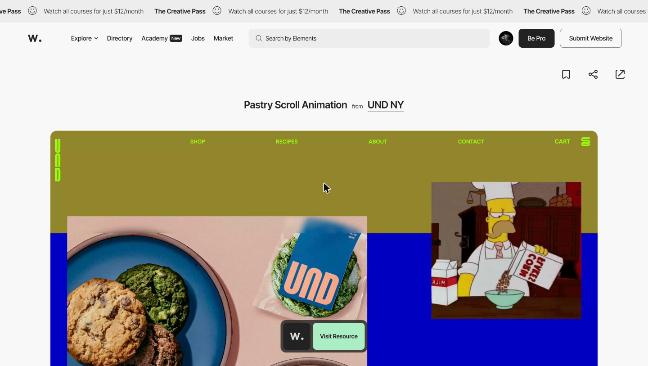 ve Pass Watch all courses for just $12/month The Creative Pass Watch all courses for just $12/month The Creative Pass Watch all courses for just $12/month The Creative Pass Watch all courses
W. Explore Directory Academy New Jobs Market Search by Elements Be Pro Submit Website
Pastry Scroll Animation from UND NY
UND SHOP RECIPES ABOUT CONTACT CART
UND
W. Visit Resource